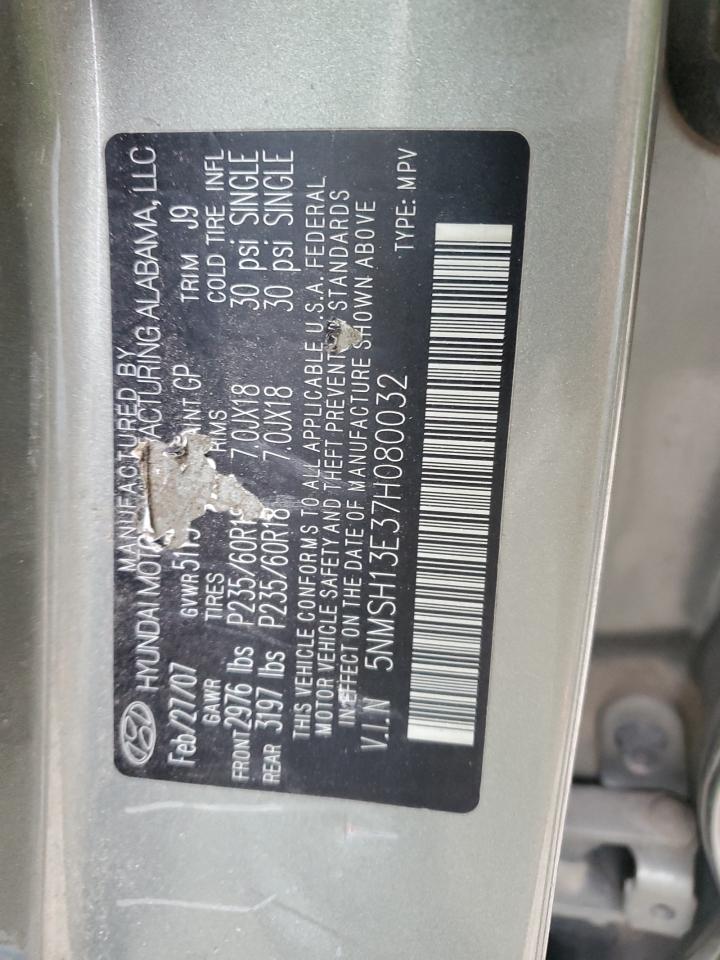 MANUFACTURED BY
HYUNDAI MOTOR MANUFACTURING ALABAMA, LLC
Feb/27/07 GVWR PAINT GP TRIM J9
GAWR TIRES RIMS COLD TIRE INFL
FRONT 2976 lbs P235/60R18 7.0JX18 30 psi SINGLE
REAR 3197 lbs P235/60R18 7.0JX18 30 psi SINGLE
THIS VEHICLE CONFORMS TO ALL APPLICABLE U.S.A. FEDERAL
MOTOR VEHICLE SAFETY AND THEFT PREVENTION STANDARDS
IN EFFECT ON THE DATE OF MANUFACTURE SHOWN ABOVE
V.I.N 5NMSH13E37H080032 TYPE: MPV